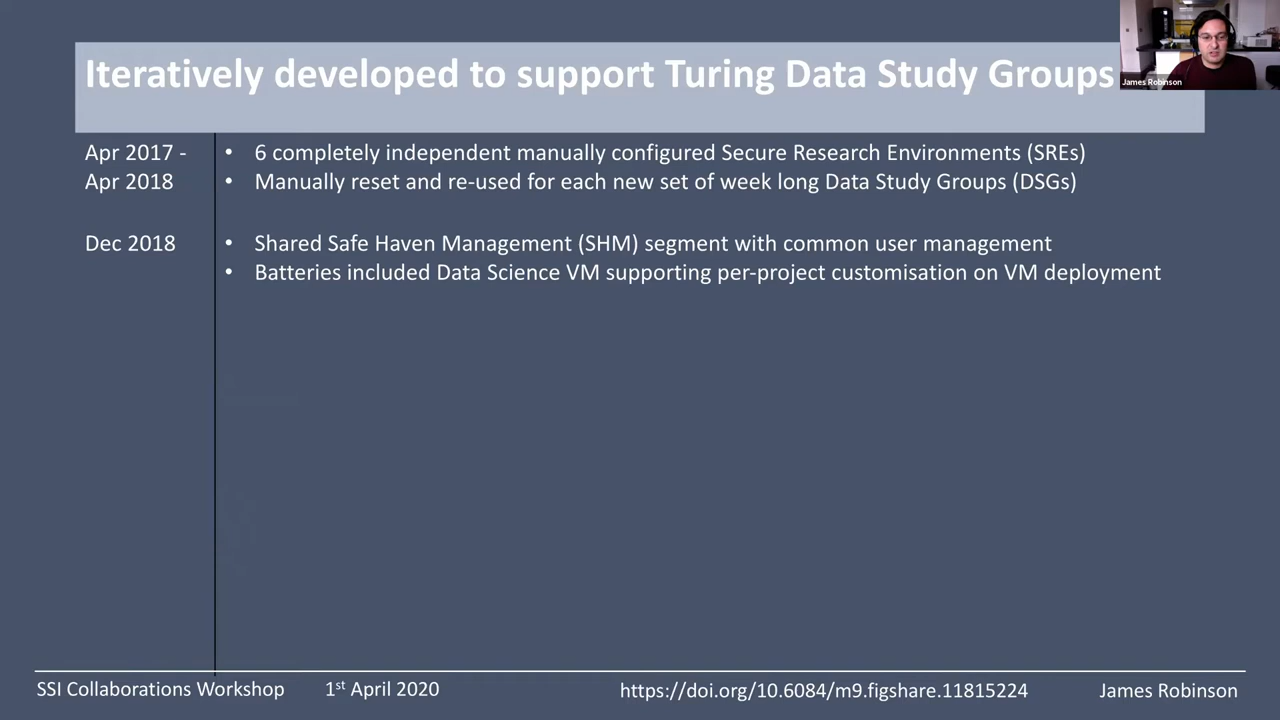 Iteratively developed to support Turing Data Study Groups
James Robinson
Apr 2017 -
Apr 2018
• 6 completely independent manually configured Secure Research Environments (SREs)
• Manually reset and re-used for each new set of week long Data Study Groups (DSGs)
Dec 2018
• Shared Safe Haven Management (SHM) segment with common user management
• Batteries included Data Science VM supporting per-project customisation on VM deployment
SSI Collaborations Workshop 1st April 2020 https://doi.org/10.6084/m9.figshare.11815224 James Robinson